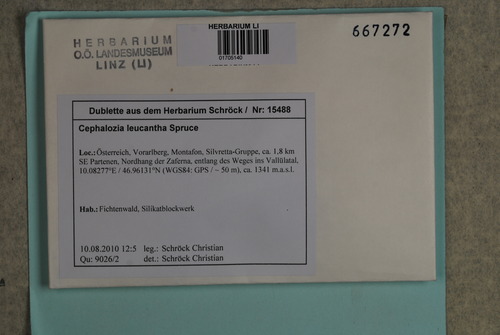 HERBARIUM
O.Ö. LANDESMUSEUM
LINZ (LI)
HERBARIUM LI
01705140
667272
Dublette aus dem Herbarium Schröck / Nr: 15488
Cephalozia leucantha Spruce
Loc.: Österreich, Vorarlberg, Montafon, Silvretta-Gruppe, ca. 1,8 km
SE Partenen, Nordhang der Zaferna, entlang des Weges ins Vallülatal,
10.08277°E / 46.96131°N (WGS84: GPS / ~ 50 m), ca. 1341 m.a.s.l.
Hab.: Fichtenwald, Silikatblockwerk
10.08.2010 12:5 leg.: Schröck Christian
Qu: 9026/2 det.: Schröck Christian